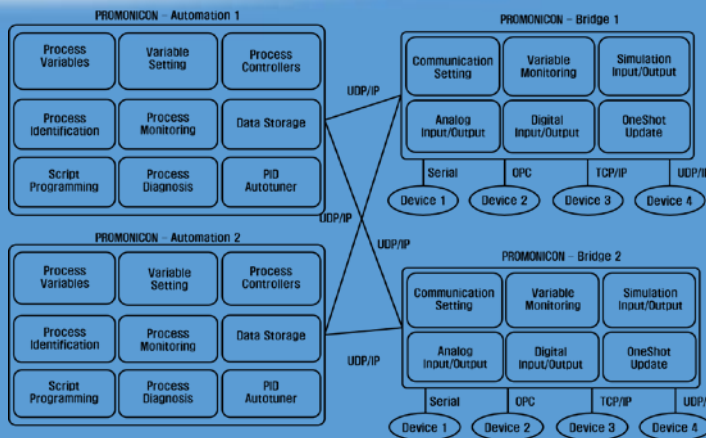 PROMONICON - Automation 1
Process
Variables
Variable
Setting
Process
Controllers
Process
Identification
Process
Monitoring
Data Storage
Script
Programming
Process
Diagnosis
PID
Autotuner
UDP/IP
UDP/IP
UDP/IP
UDP/IP
PROMONICON - Bridge 1
Communication
Setting
Variable
Monitoring
Simulation
Input/Output
Analog
Input/Output
Digital
Input/Output
OneShot
Update
Serial
OPC
TCP/IP
UDP/IP
Device 1
Device 2
Device 3
Device 4
PROMONICON - Automation 2
Process
Variables
Variable
Setting
Process
Controllers
Process
Identification
Process
Monitoring
Data Storage
Script
Programming
Process
Diagnosis
PID
Autotuner
PROMONICON - Bridge 2
Communication
Setting
Variable
Monitoring
Simulation
Input/Output
Analog
Input/Output
Digital
Input/Output
OneShot
Update
Serial
OPC
TCP/IP
UDP/
Device 1
Device 2
Device 3
Device 4